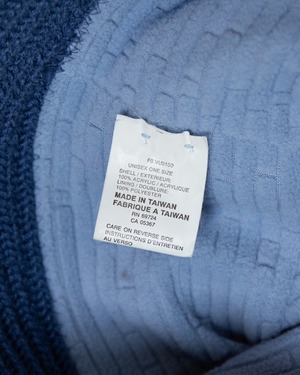 UNISEX ONE SIZE
SHELL / EXTERIEUR:
100% ACRYLIC / ACRYLIQUE
LINING / DOUBLURE
100% POLYESTER
MADE IN TAIWAN
FABRIQUE A TAIWAN
RN 69724
CA 05367
CARE ON REVERSE SIDE
INSTRUCTIONS D'ENTRETIEN
AU VERSO